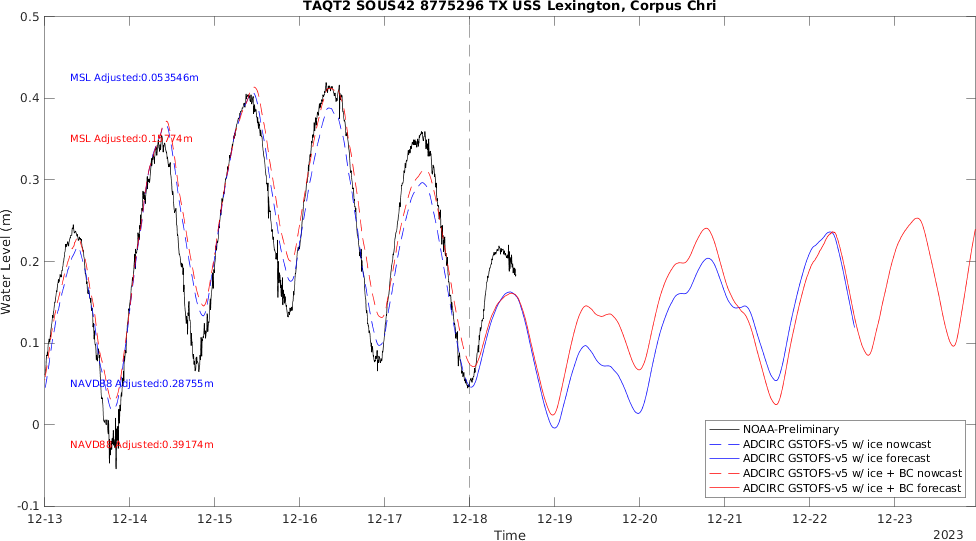 TAQT2 SOUS42 8775296 TX USS Lexington, Corpus Chri
0.5
0.4
0.3
0.2
0.1
0
-0.1
Water Level (m)
MSL Adjusted:0.053546m
MSL Adjusted:0.15774m
NAVD88 Adjusted:0.28755m
NAVD88 Adjusted:0.39174m
NOAA-Preliminary
ADCIRC GSTOFS-v5 w/ ice nowcast
ADCIRC GSTOFS-v5 w/ ice forecast
ADCIRC GSTOFS-v5 w/ ice + BC nowcast
ADCIRC GSTOFS-v5 w/ ice + BC forecast
12-13 12-14 12-15 12-16 12-17 12-18 12-19 12-20 12-21 12-22 12-23
Time
2023